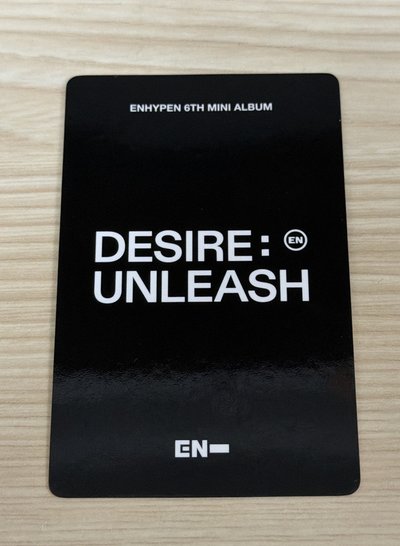 ENHYPEN 6TH MINI ALBUM
DESIRE: EN
UNLEASH
EN-